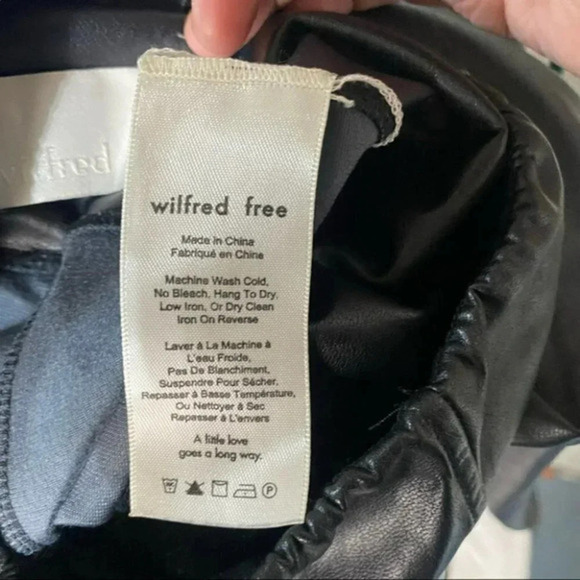 wilfred free
Made in China
Fabriqué en China
Machine Wash Cold,
No Bleach, Hang To Dry,
Low Iron, Or Dry Clean
Iron On Reverse
Laver à La Machine à
L'eau Froide,
Pas De Blanchiment,
Suspendre Pour Sécher,
Repasser à Basse Température,
Ou Nettoyer à Sec
Repasser à L'envers
A little love
goes a long way.
P